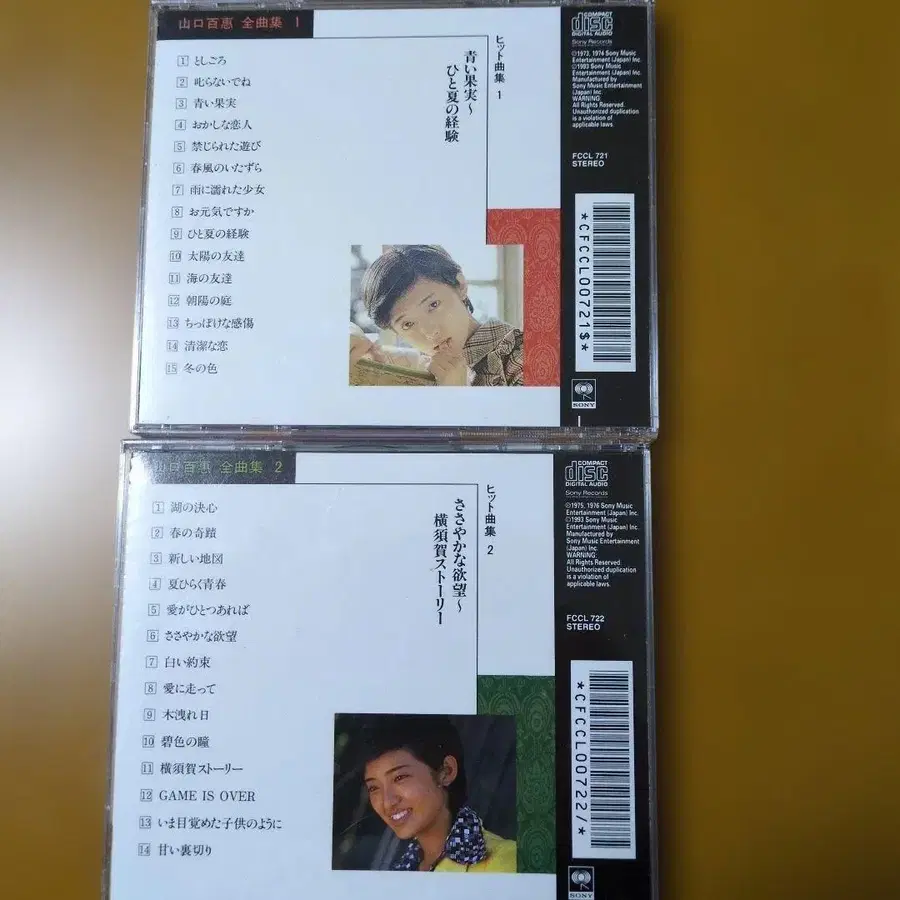 山口百惠 全曲集 1
1 としごろ
2 叱らないでね
3 青い果実
4 おかしな恋人
5 禁じられた遊び
6 春風のいたずら
7 雨に濡れた少女
8 お元気ですか
9 ひと夏の経験
10 太陽の友達
11 海の友達
12 朝陽の庭
13 ちっぽけな感傷
14 清潔な恋
15 冬の色
ヒット曲集 1
青い果実～
ひと夏の経験
COMPACT
disc
DIGITAL AUDIO
Sony Records
℗1973, 1974 Sony Music
Entertainment (Japan) Inc.
©1993 Sony Music
Entertainment (Japan) Inc.
Manufactured by
Sony Music Entertainment
(Japan) Inc.
WARNING:
All Rights Reserved.
Unauthorized duplication
is a violation of
applicable laws.
FCCL 721
STEREO
*CFCCL00721$*
SONY
山口百惠 全曲集 2
1 湖の決心
2 春の奇蹟
3 新しい地図
4 夏ひらく青春
5 愛がひとつあれば
6 ささやかな欲望
7 白い約束
8 愛に走って
9 木洩れ日
10 碧色の瞳
11 横須賀ストーリー
12 GAME IS OVER
13 いま目覚めた子供のように
14 甘い裏切り
ヒット曲集 2
ささやかな欲望～
横須賀ストーリー
COMPACT
disc
DIGITAL AUDIO
Sony Records
℗1975, 1976 Sony Music
Entertainment (Japan) Inc.
©1993 Sony Music
Entertainment (Japan) Inc.
Manufactured by
Sony Music Entertainment
(Japan) Inc.
WARNING:
All Rights Reserved.
Unauthorized duplication
is a violation of
applicable laws.
FCCL 722
STEREO
*CFCCL00722/*
SONY